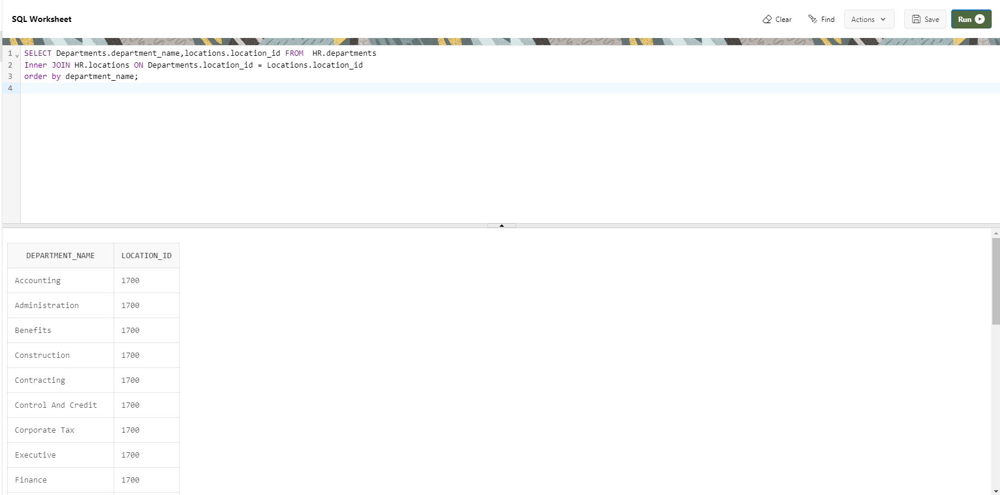 SQL Worksheet
Clear Find Actions Save Run
1 SELECT Departments.department_name,locations.location_id FROM  HR.departments
2 Inner JOIN HR.locations ON Departments.location_id = Locations.location_id
3 order by department_name;
4
DEPARTMENT_NAME LOCATION_ID
Accounting 1700
Administration 1700
Benefits 1700
Construction 1700
Contracting 1700
Control And Credit 1700
Corporate Tax 1700
Executive 1700
Finance 1700